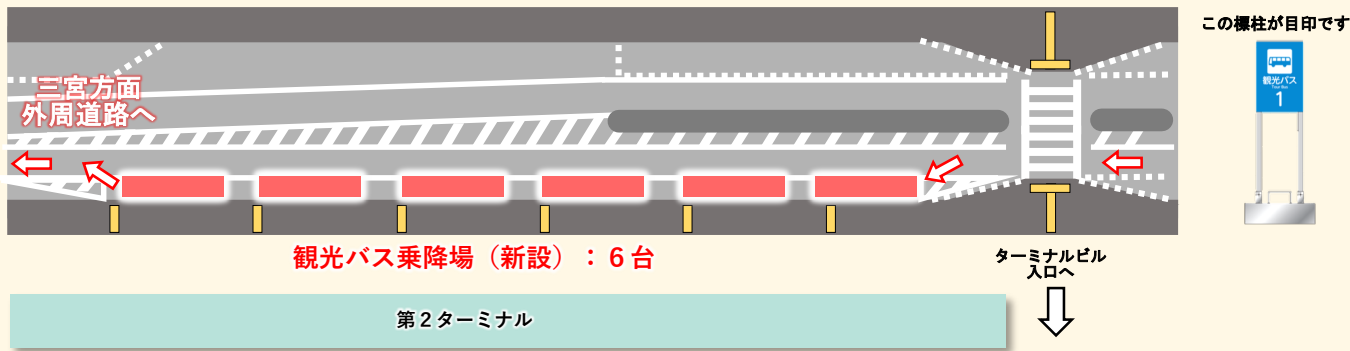 この標柱が目印です
観光バス
Tour Bus
1
三宮方面
外周道路へ
観光バス乗降場（新設）：６台
ターミナルビル
入口へ
第２ターミナル